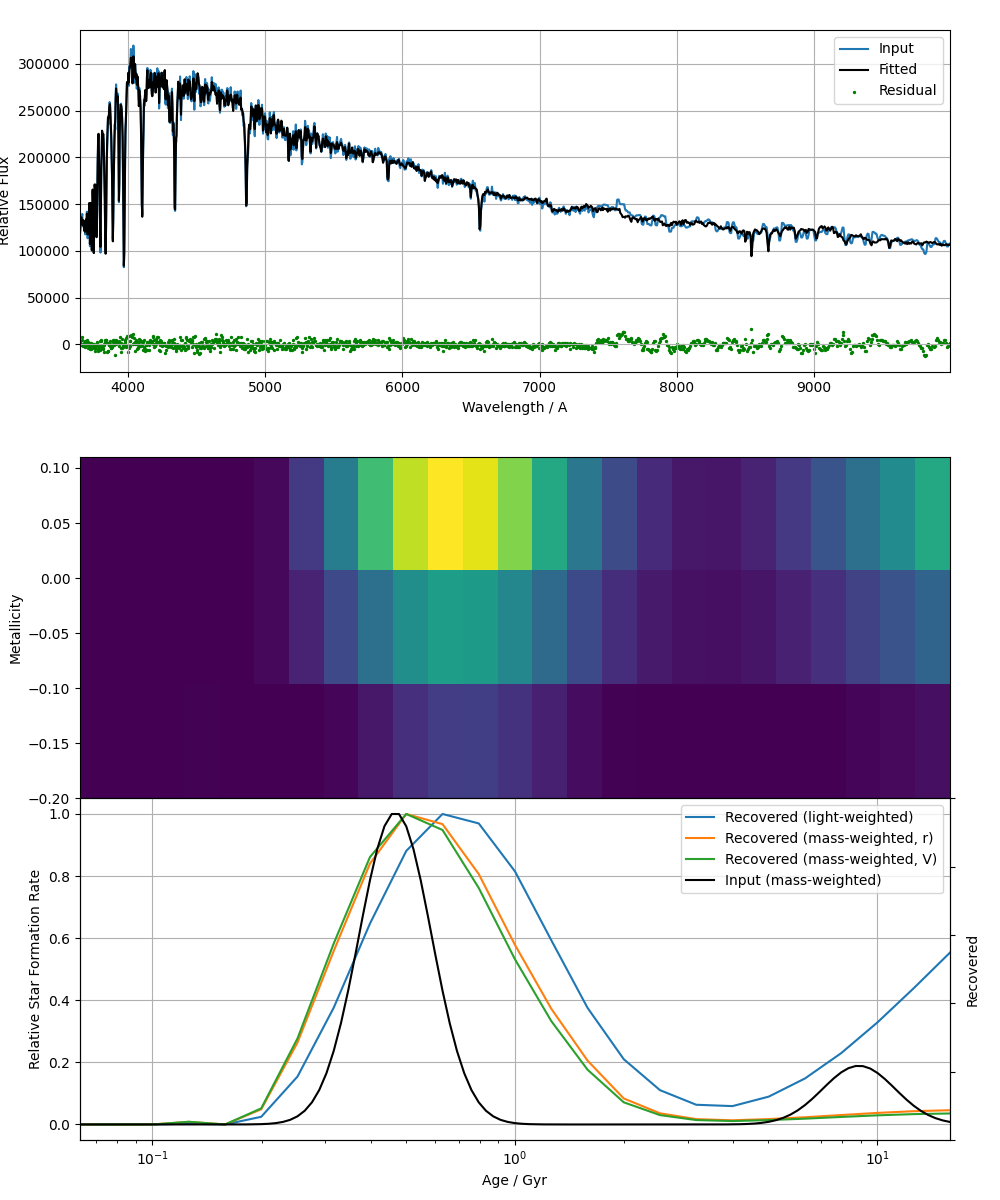 Input
Fitted
Residual
300000
250000
200000
150000
100000
50000
0
Relative Flux
4000 5000 6000 7000 8000 9000
Wavelength / A
0.10
0.05
0.00
−0.05
−0.10
−0.15
−0.20
Metallicity
Recovered (light-weighted)
Recovered (mass-weighted, r)
Recovered (mass-weighted, V)
Input (mass-weighted)
1.0
0.8
0.6
0.4
0.2
0.0
Relative Star Formation Rate
Recovered
10⁻¹ 10⁰ 10¹
Age / Gyr